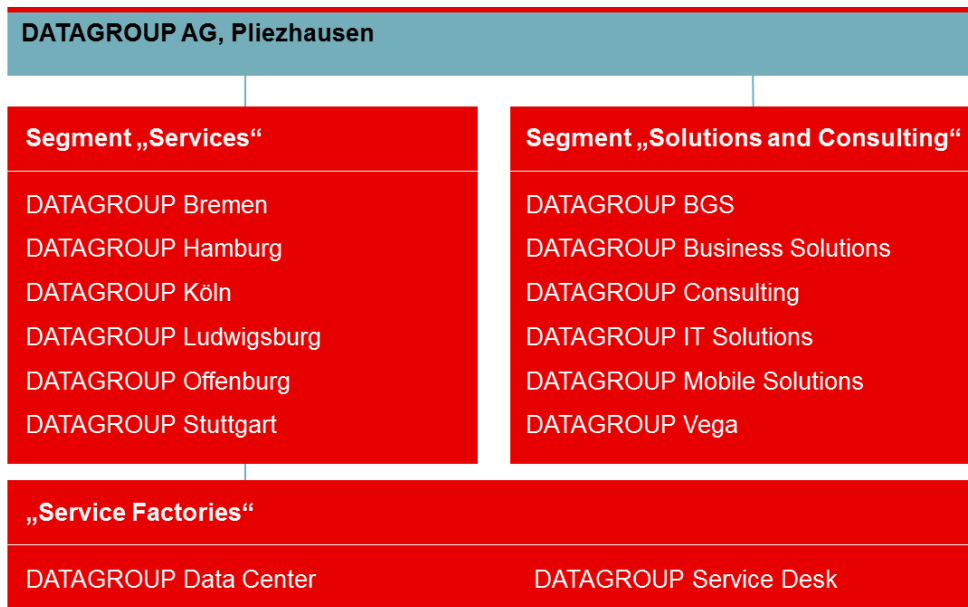 DATAGROUP AG, Pliezhausen
Segment „Services“
DATAGROUP Bremen
DATAGROUP Hamburg
DATAGROUP Köln
DATAGROUP Ludwigsburg
DATAGROUP Offenburg
DATAGROUP Stuttgart
Segment „Solutions and Consulting“
DATAGROUP BGS
DATAGROUP Business Solutions
DATAGROUP Consulting
DATAGROUP IT Solutions
DATAGROUP Mobile Solutions
DATAGROUP Vega
„Service Factories“
DATAGROUP Data Center
DATAGROUP Service Desk